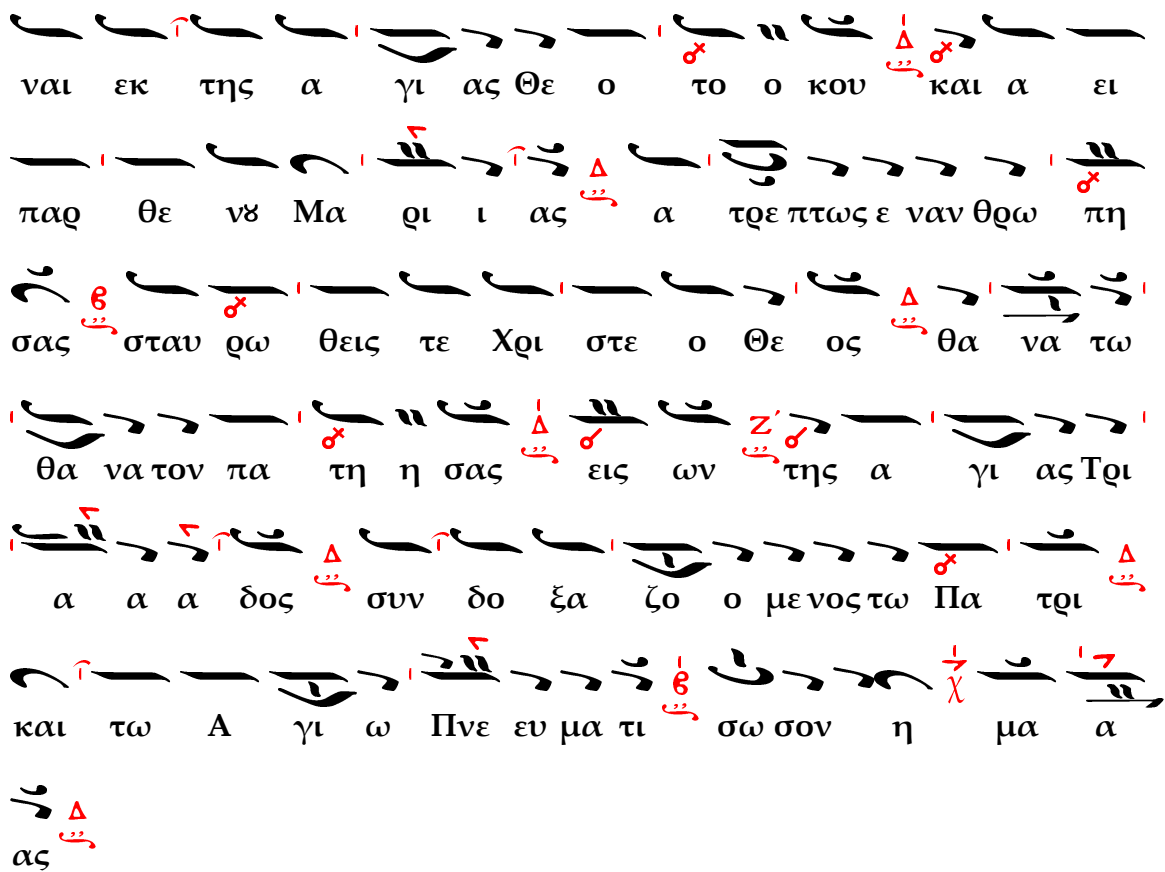 ναι εκ της α γι ας Θε ο το ο κου Δ και α ει
παρ θε νȣ Μα ρι ι ας Δ α τρε πτως ε ναν θρω πη
σας σταυ ρω θεις τε Χρι στε ο Θε ος Δ θα να τω
θα να τον πα τη η σας Δ εις ων Ζ΄ της α γι ας Τρι
α α α δος Δ συν δο ξα ζο ο με νος τω Πα τρι Δ
και τω Α γι ω Πνε ευ μα τι σω σον η χ μα α
ας Δ